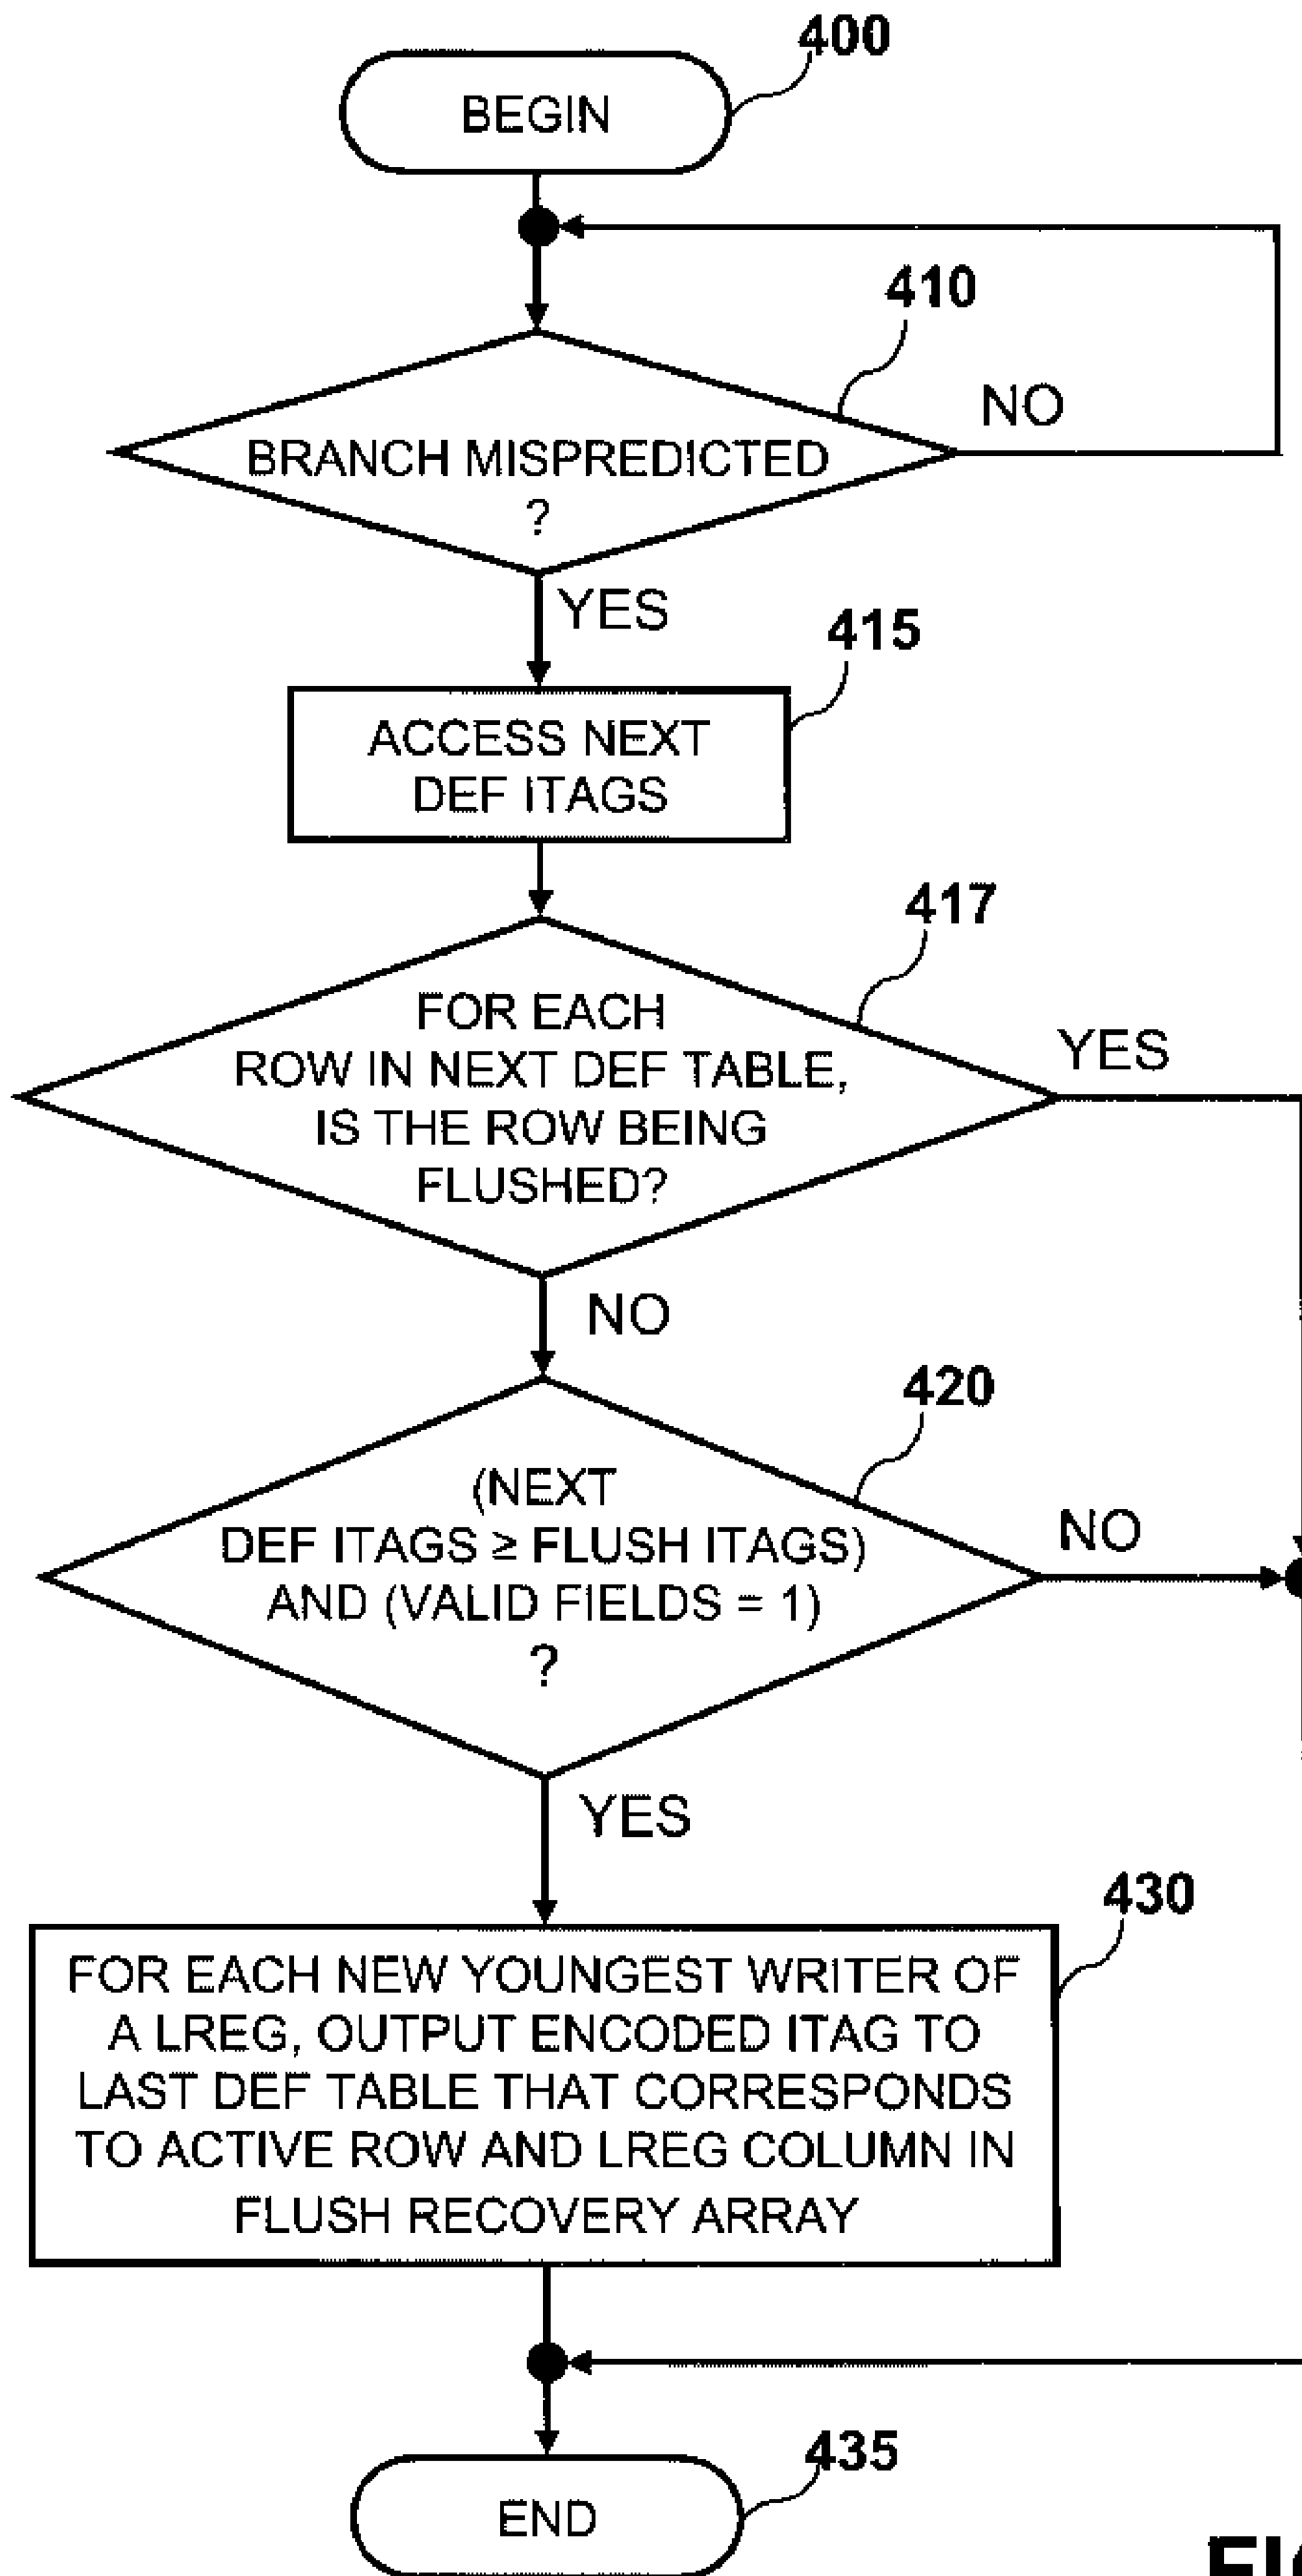 400
BEGIN
410
NO
BRANCH MISPREDICTED
?
YES
415
ACCESS NEXT
DEF ITAGS
417
FOR EACH
ROW IN NEXT DEF TABLE,
IS THE ROW BEING
FLUSHED?
YES
NO
420
(NEXT
DEF ITAGS ≥ FLUSH ITAGS)
AND (VALID FIELDS = 1)
?
NO
YES
430
FOR EACH NEW YOUNGEST WRITER OF
A LREG, OUTPUT ENCODED ITAG TO
LAST DEF TABLE THAT CORRESPONDS
TO ACTIVE ROW AND LREG COLUMN IN
FLUSH RECOVERY ARRAY
435
END